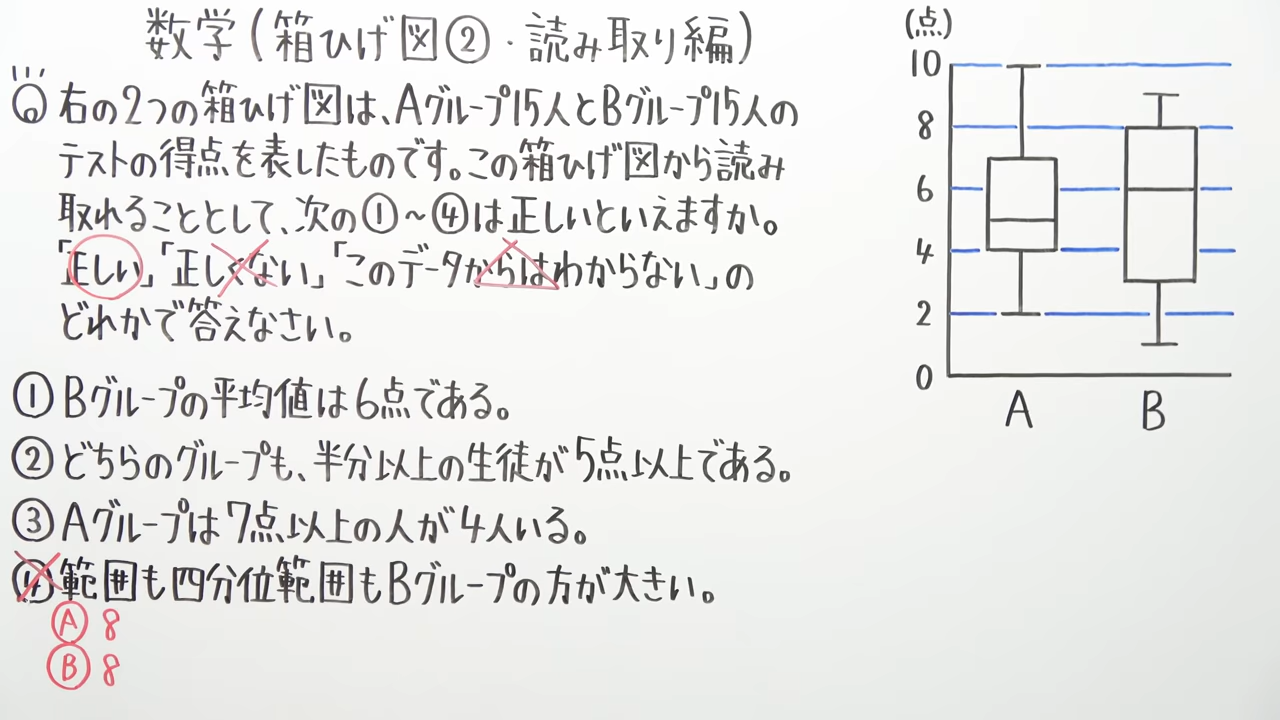 数学(箱ひげ図②・読み取り編)
Q 右の2つの箱ひげ図は、Aグループ15人とBグループ15人の
テストの得点を表したものです。この箱ひげ図から読み
取れることとして、次の①~④は正しいといえますか。
「正しい」「正しくない」「このデータからはわからない」の
どれかで答えなさい。
①Bグループの平均値は6点である。
②どちらのグループも、半分以上の生徒が5点以上である。
③Aグループは7点以上の人が4人いる。
④範囲も四分位範囲もBグループの方が大きい。
Ⓐ 8
Ⓑ 8
(点)
10
8
6
4
2
0
A B